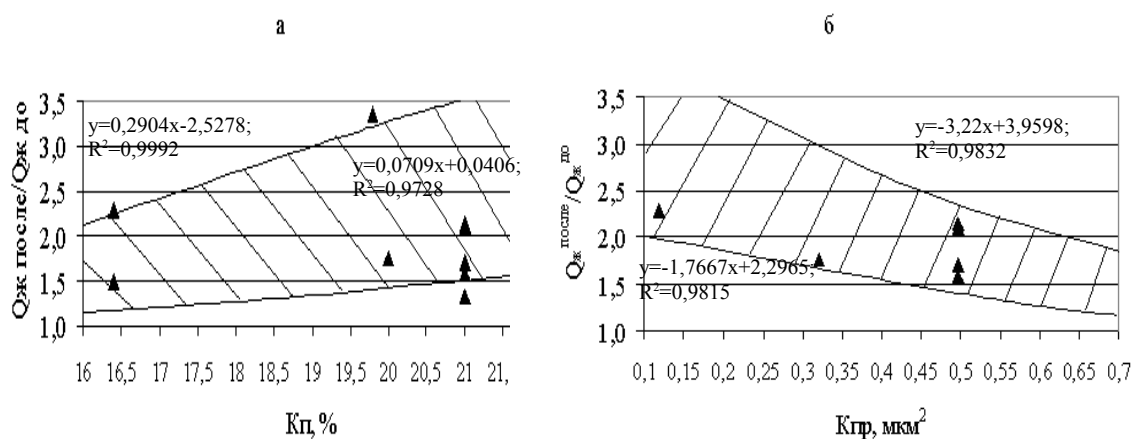 а
Qж после/Qж до
3,5
3,0
2,5
2,0
1,5
1,0
y=0,2904x-2,5278;
R²=0,9992
y=0,0709x+0,0406;
R²=0,9728
16 16,5 17 17,5 18 18,5 19 19,5 20 20,5 21 21,
Кп, %
б
Qж после/Qж до
3,5
3,0
2,5
2,0
1,5
1,0
y=-3,22x+3,9598;
R²=0,9832
y=-1,7667x+2,2965;
R²=0,9815
0,1 0,15 0,2 0,25 0,3 0,35 0,4 0,45 0,5 0,55 0,6 0,65 0,7
Кпр, мкм²